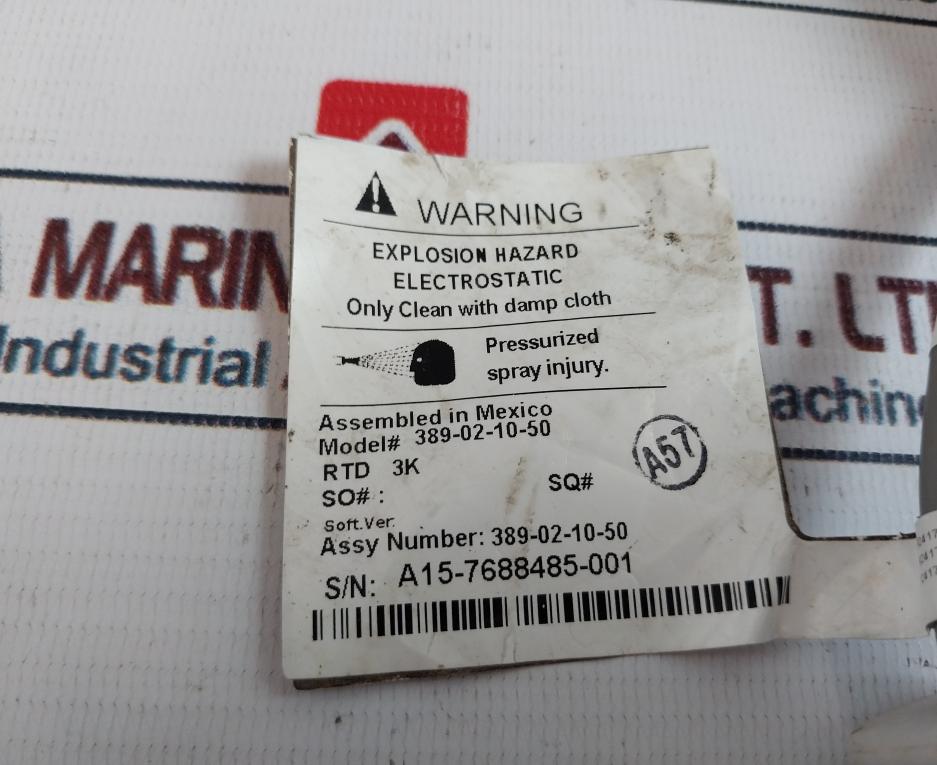 WARNING
EXPLOSION HAZARD
ELECTROSTATIC
Only Clean with damp cloth
Pressurized
spray injury.
Assembled in Mexico
Model# 389-02-10-50
RTD 3K
SO# : SQ#
A57
Soft.Ver.
Assy Number: 389-02-10-50
S/N: A15-7688485-001
MARIN
T. LT
Industrial
achin